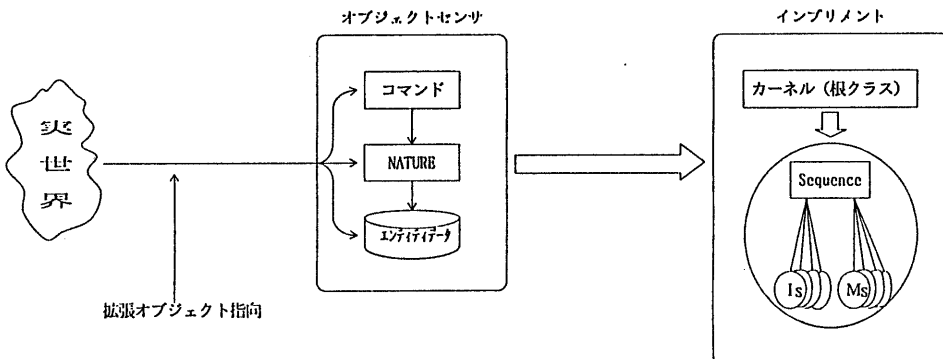 オブジェクトセンサ
インプリメント
実
世
界
コマンド
NATURE
エンティティデータ
拡張オブジェクト指向
カーネル（根クラス）
Sequence
Is
Ms